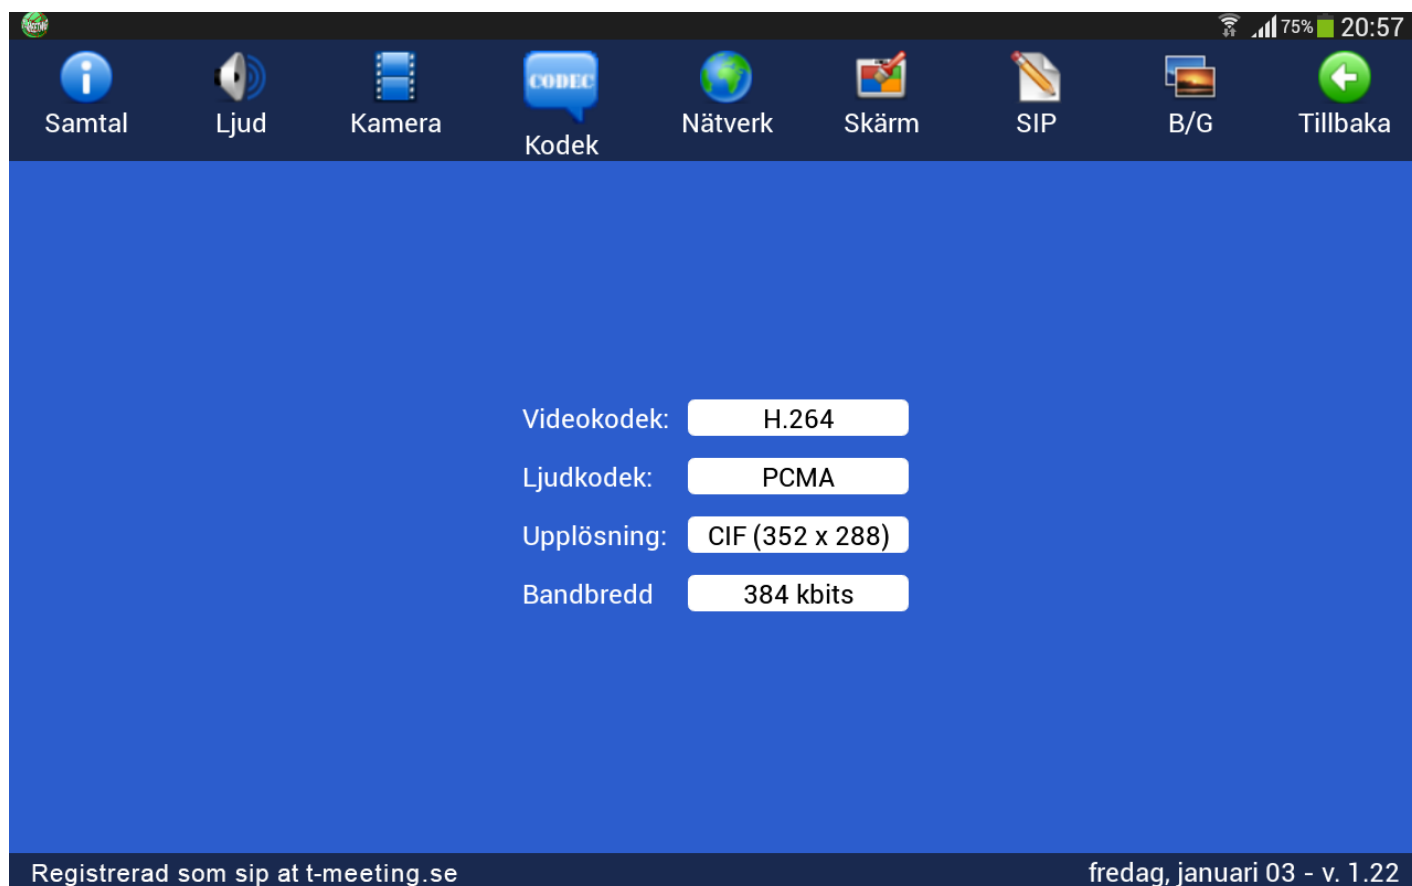 75% 20:57
Samtal Ljud Kamera Kodek Nätverk Skärm SIP B/G Tillbaka
CODEC
Videokodek: H.264
Ljudkodek: PCMA
Upplösning: CIF (352 x 288)
Bandbredd 384 kbits
Registrerad som sip at t-meeting.se fredag, januari 03 - v. 1.22